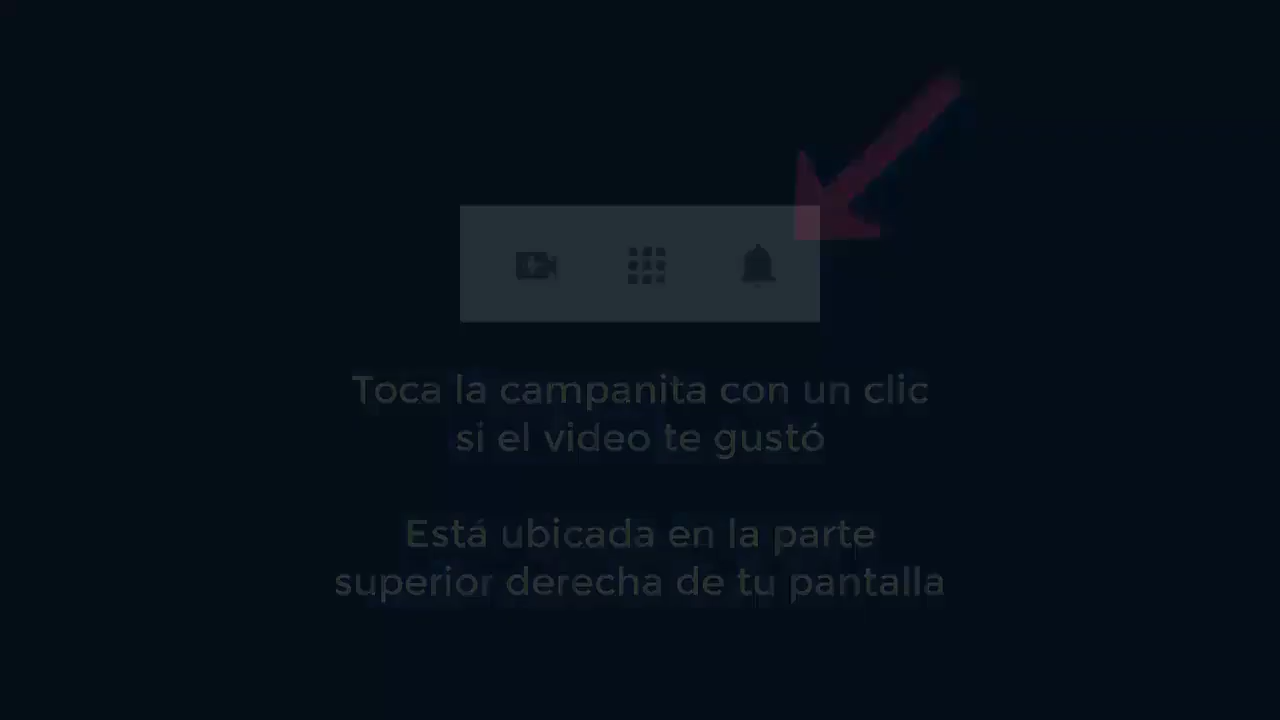 Toca la campanita con un clic
si el video te gustó
Está ubicada en la parte
superior derecha de tu pantalla